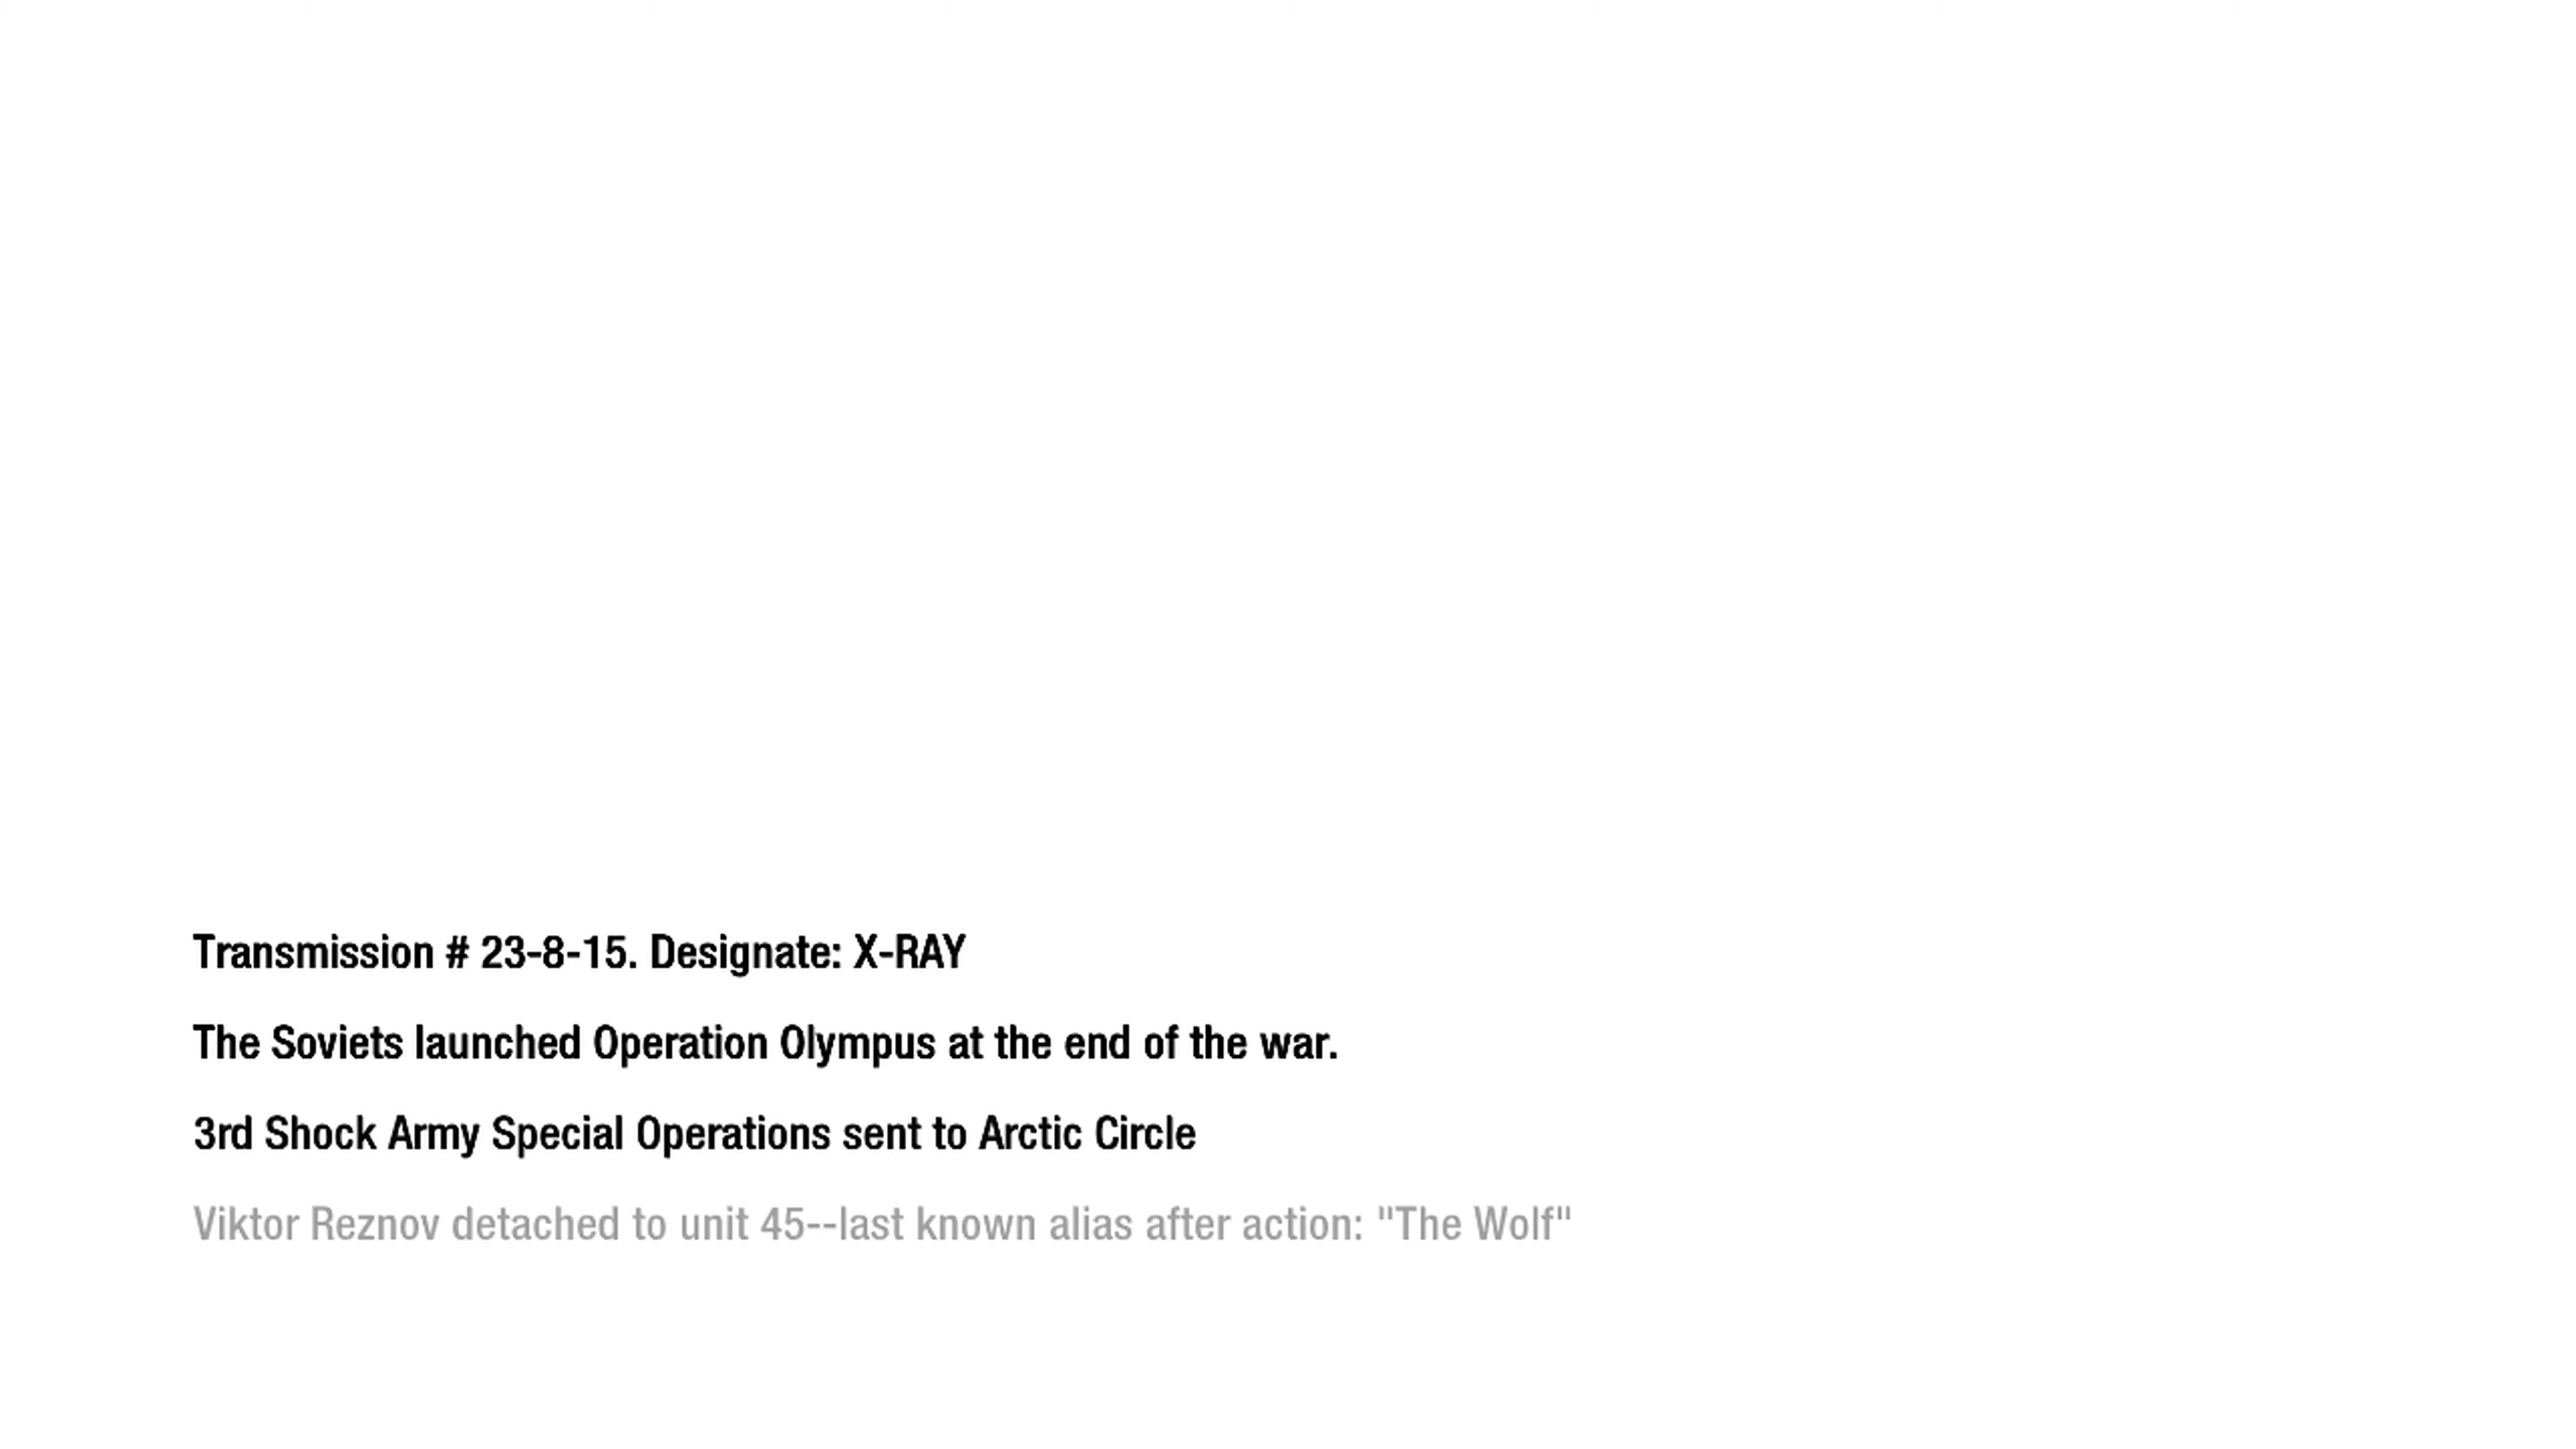 Transmission # 23-8-15. Designate: X-RAY
The Soviets launched Operation Olympus at the end of the war.
3rd Shock Army Special Operations sent to Arctic Circle
Viktor Reznov detached to unit 45--last known alias after action: "The Wolf"